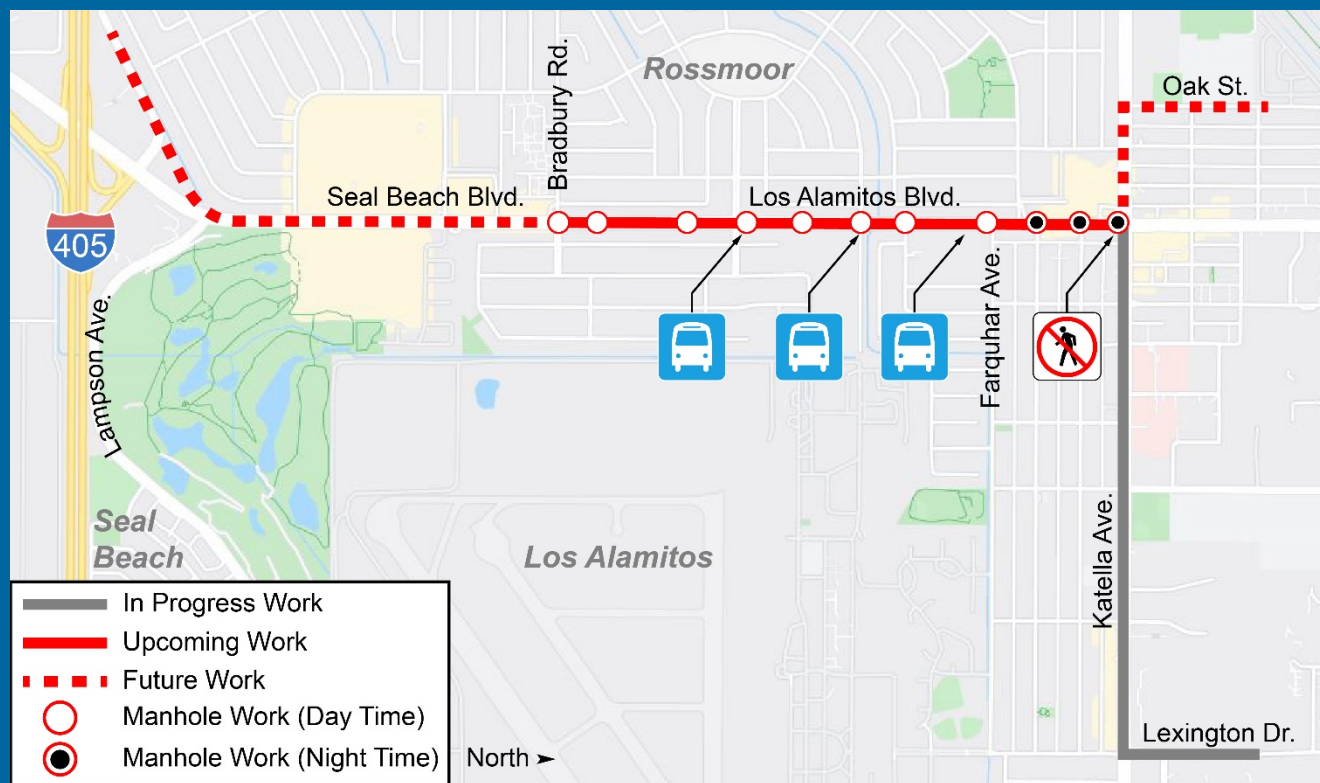 Rossmoor
Oak St.
Bradbury Rd.
Seal Beach Blvd.
Los Alamitos Blvd.
405
Lampson Ave.
Farquhar Ave.
Seal
Beach
Los Alamitos
Katella Ave.
Lexington Dr.
In Progress Work
Upcoming Work
Future Work
Manhole Work (Day Time)
Manhole Work (Night Time)
North